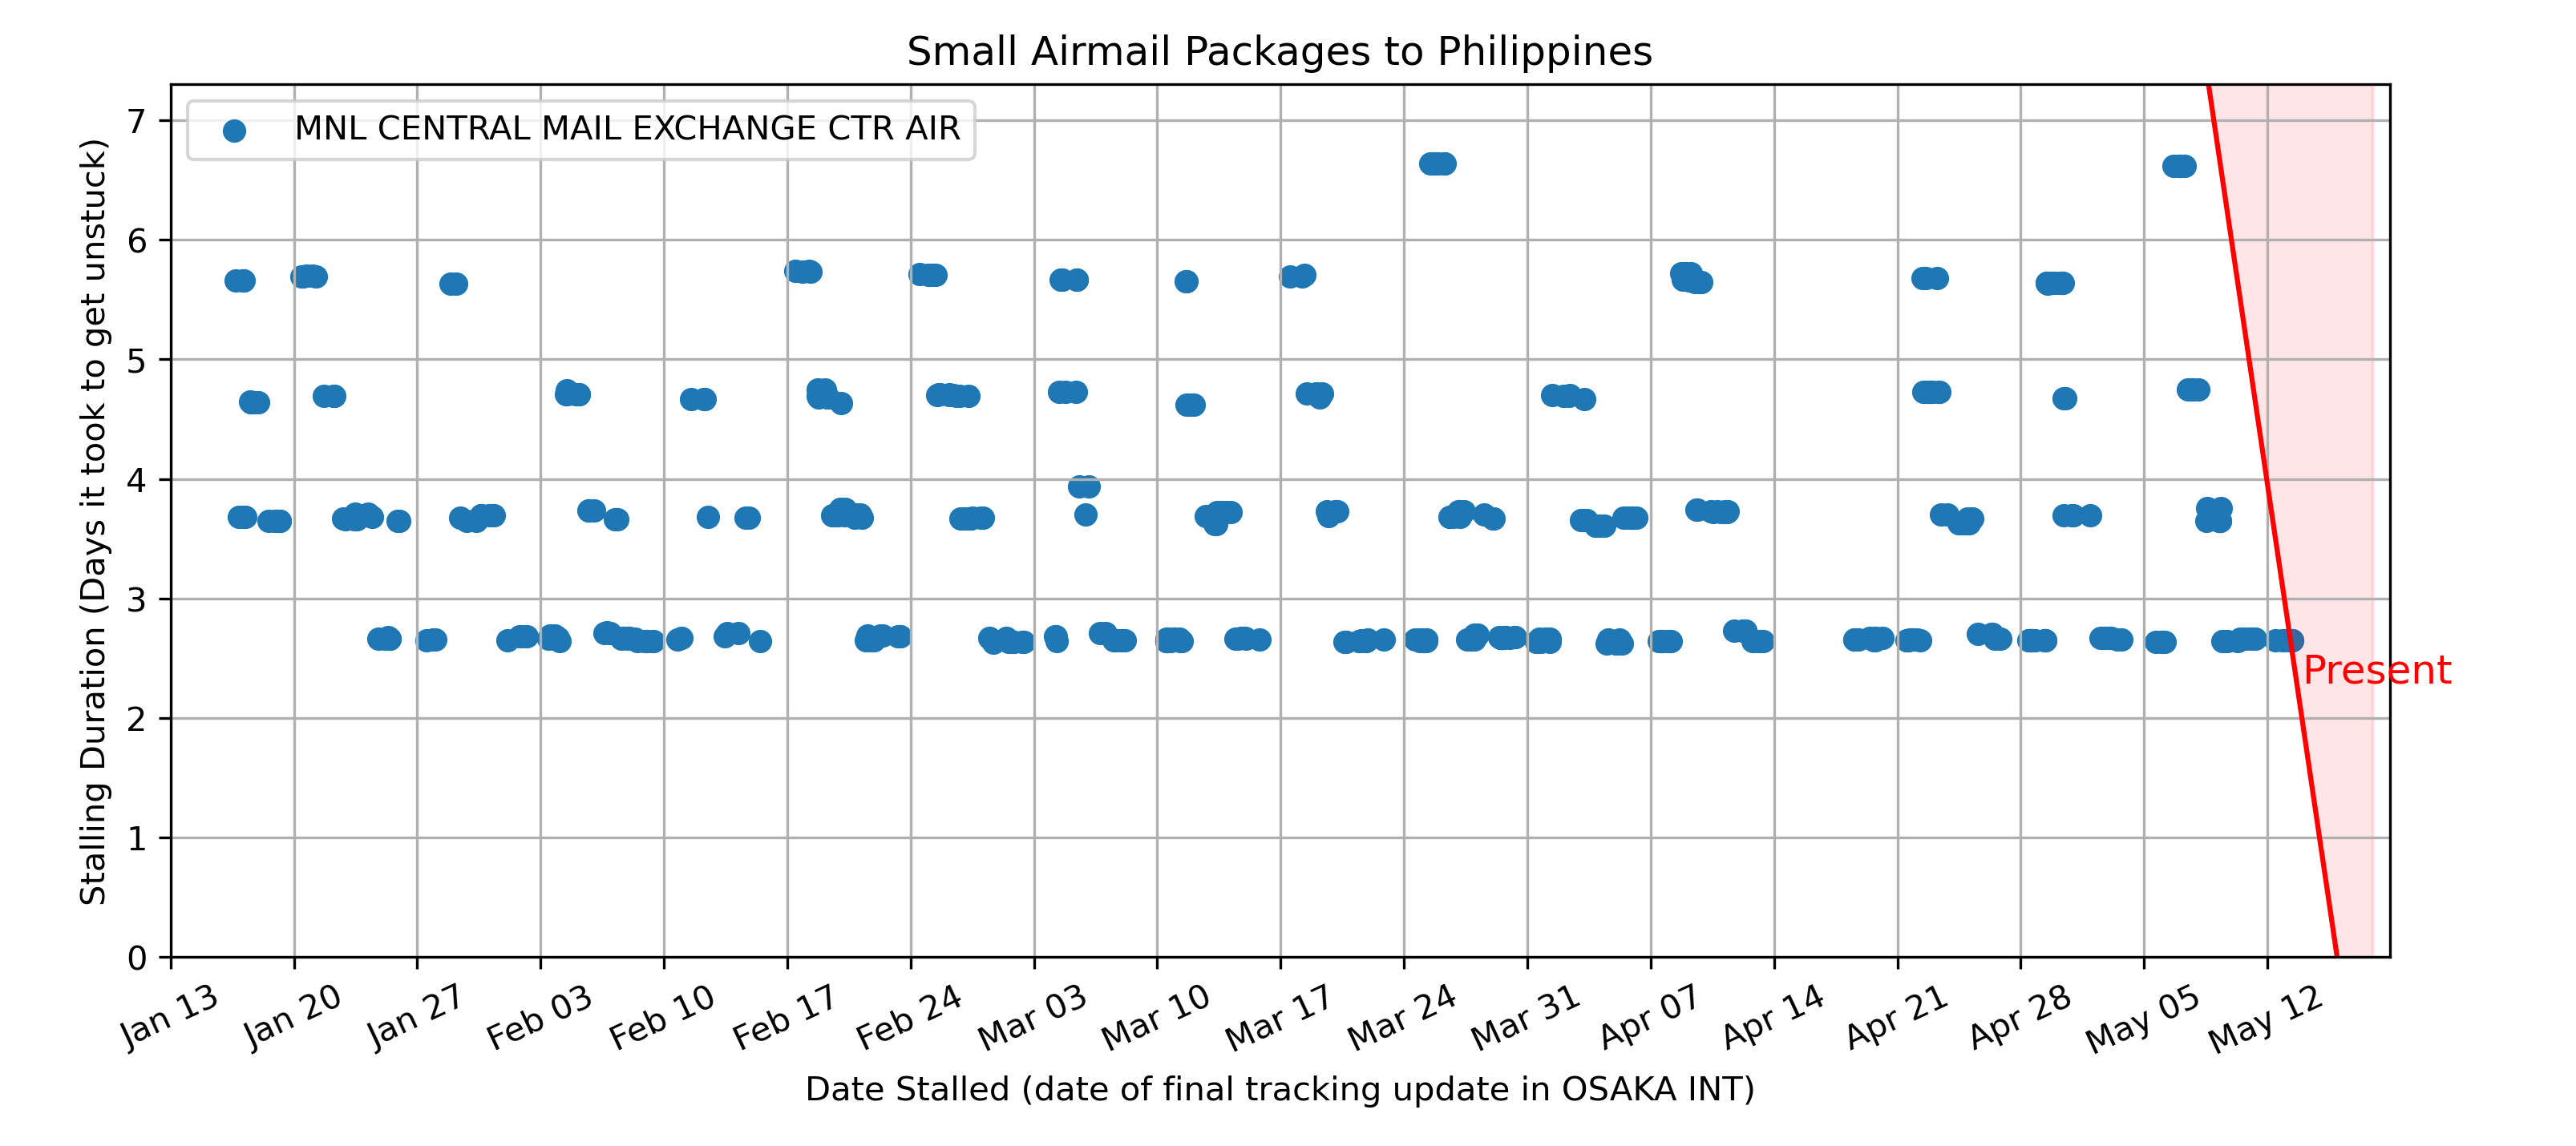 Small Airmail Packages to Philippines
MNL CENTRAL MAIL EXCHANGE CTR AIR
Stalling Duration (Days it took to get unstuck)
7
6
5
4
3
2
1
0
Present
Jan 13
Jan 20
Jan 27
Feb 03
Feb 10
Feb 17
Feb 24
Mar 03
Mar 10
Mar 17
Mar 24
Mar 31
Apr 07
Apr 14
Apr 21
Apr 28
May 05
May 12
Date Stalled (date of final tracking update in OSAKA INT)